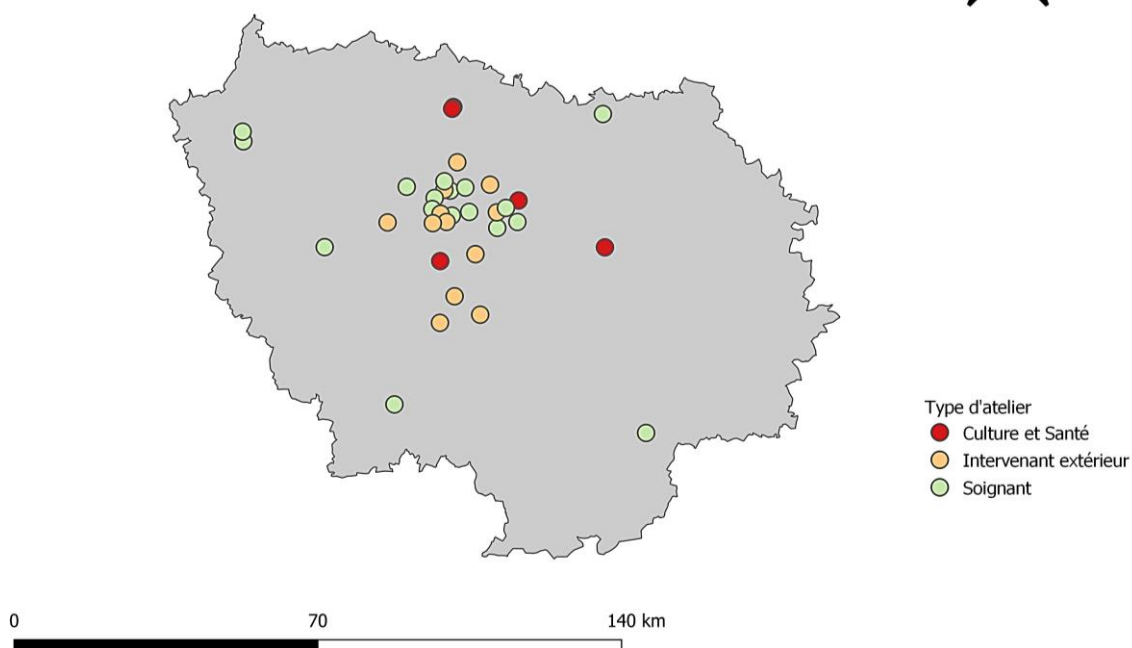 Type d'atelier
Culture et Santé
Intervenant extérieur
Soignant
0 70 140 km